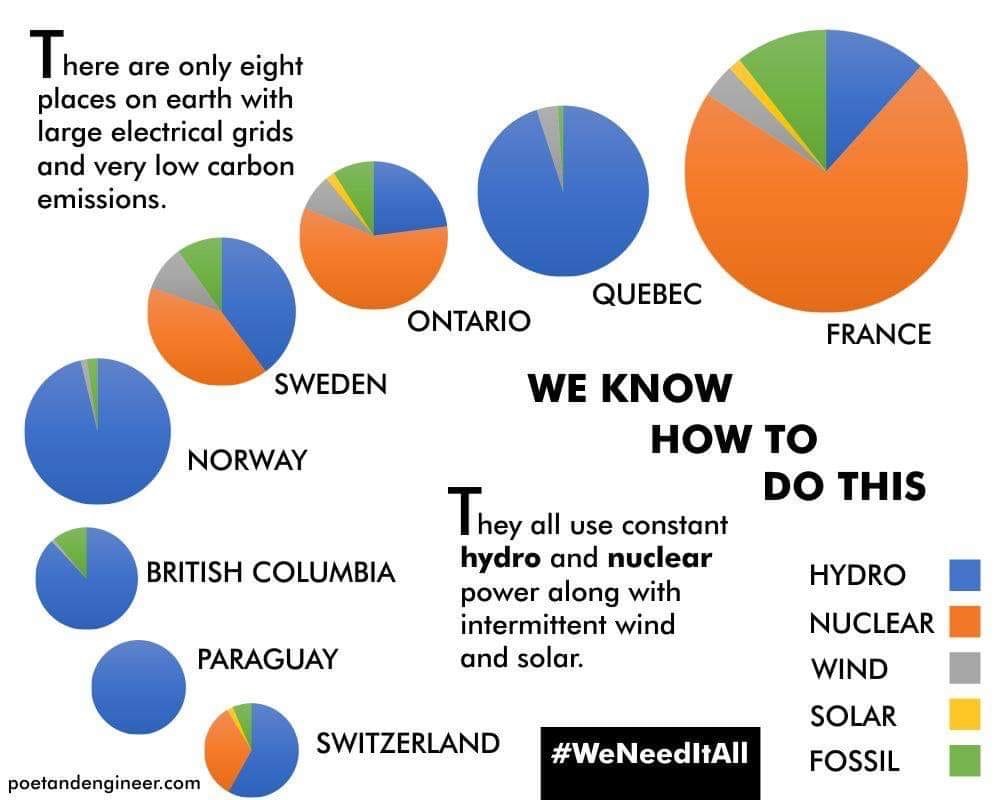 There are only eight
places on earth with
large electrical grids
and very low carbon
emissions.
FRANCE
QUEBEC
ONTARIO
SWEDEN
NORWAY
BRITISH COLUMBIA
PARAGUAY
SWITZERLAND
WE KNOW
HOW TO
DO THIS
They all use constant
hydro and nuclear
power along with
intermittent wind
and solar.
HYDRO
NUCLEAR
WIND
SOLAR
FOSSIL
#WeNeedItAll
poetandengineer.com